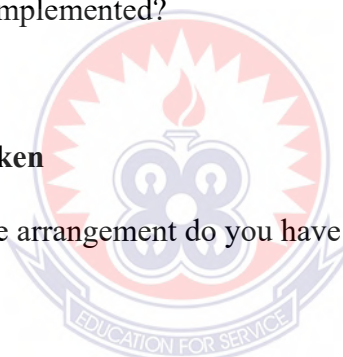 mplemented?
ken
e arrangement do you have
EDUCATION FOR SERVICE